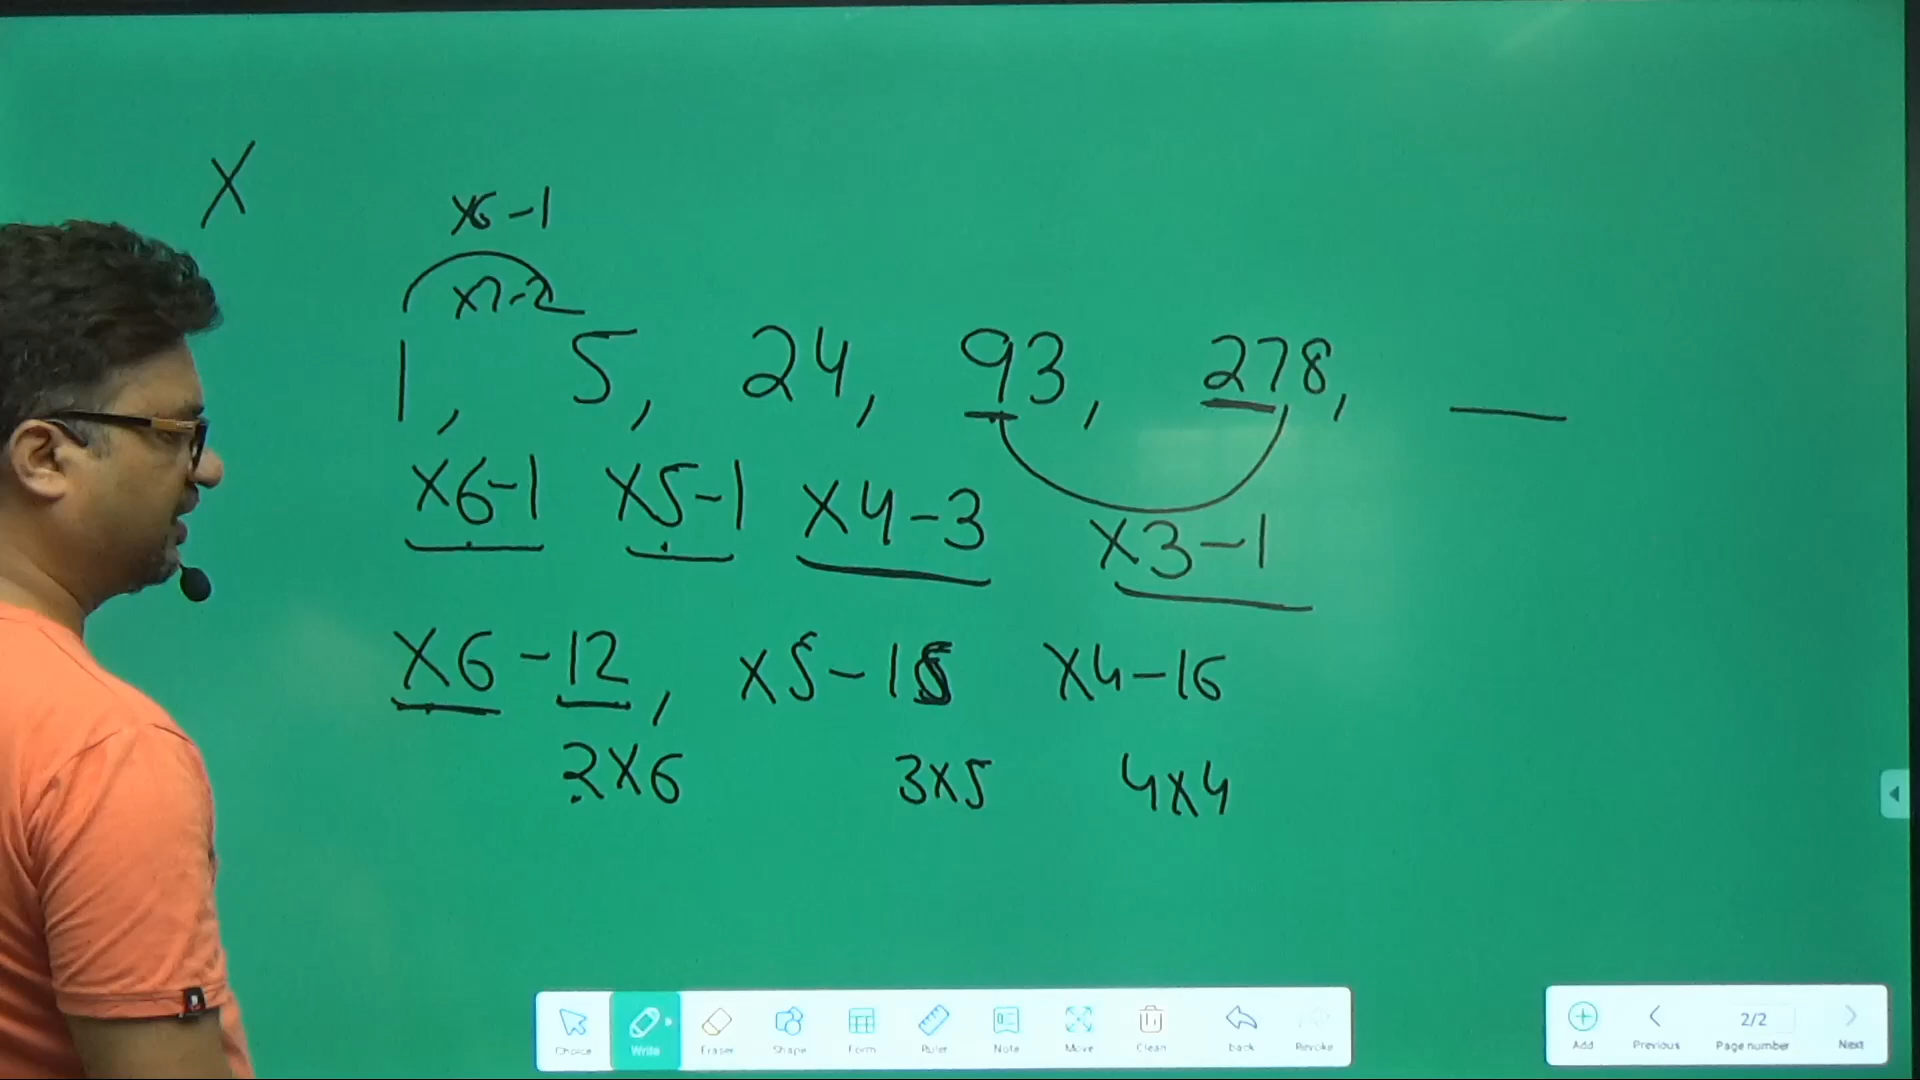 X
x6-1
x7-2
1, 5, 24, 93, 278, __
x6-1 x5-1 x4-3 x3-1
x6-12, x5-15 x4-16
2x6 3x5 4x4
Choice Write Eraser Shape Form Ruler Note Move Clean back Revoke
Add Previous 2/2 Page number Next